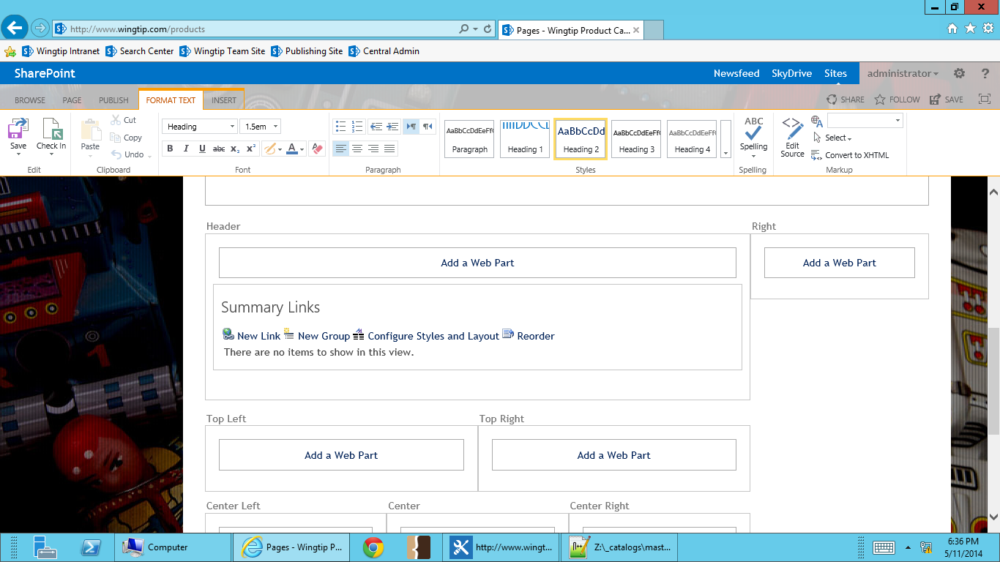 http://www.wingtip.com/products
Pages - Wingtip Product Ca...
Wingtip Intranet
Search Center
Wingtip Team Site
Publishing Site
Central Admin
SharePoint
Newsfeed
SkyDrive
Sites
administrator
?
BROWSE
PAGE
PUBLISH
FORMAT TEXT
INSERT
SHARE
FOLLOW
SAVE
Save
Check In
Edit
Paste
Cut
Copy
Undo
Clipboard
Heading
1.5em
B I U abc x₂ x²
A
Font
Paragraph
AaBbCcDdEeFf
Paragraph
Heading 1
AaBbCcDd
Heading 2
AaBbCcDdEeFf
Heading 3
AaBbCcDdEeFf
Heading 4
Styles
ABC
Spelling
Spelling
Edit
Source
Select
Convert to XHTML
Markup
Header
Right
Add a Web Part
Add a Web Part
Summary Links
New Link
New Group
Configure Styles and Layout
Reorder
There are no items to show in this view.
Top Left
Top Right
Add a Web Part
Add a Web Part
Center Left
Center
Center Right
Computer
Pages - Wingtip P...
http://www.wingt...
Z:\_catalogs\mast...
6:36 PM
5/11/2014